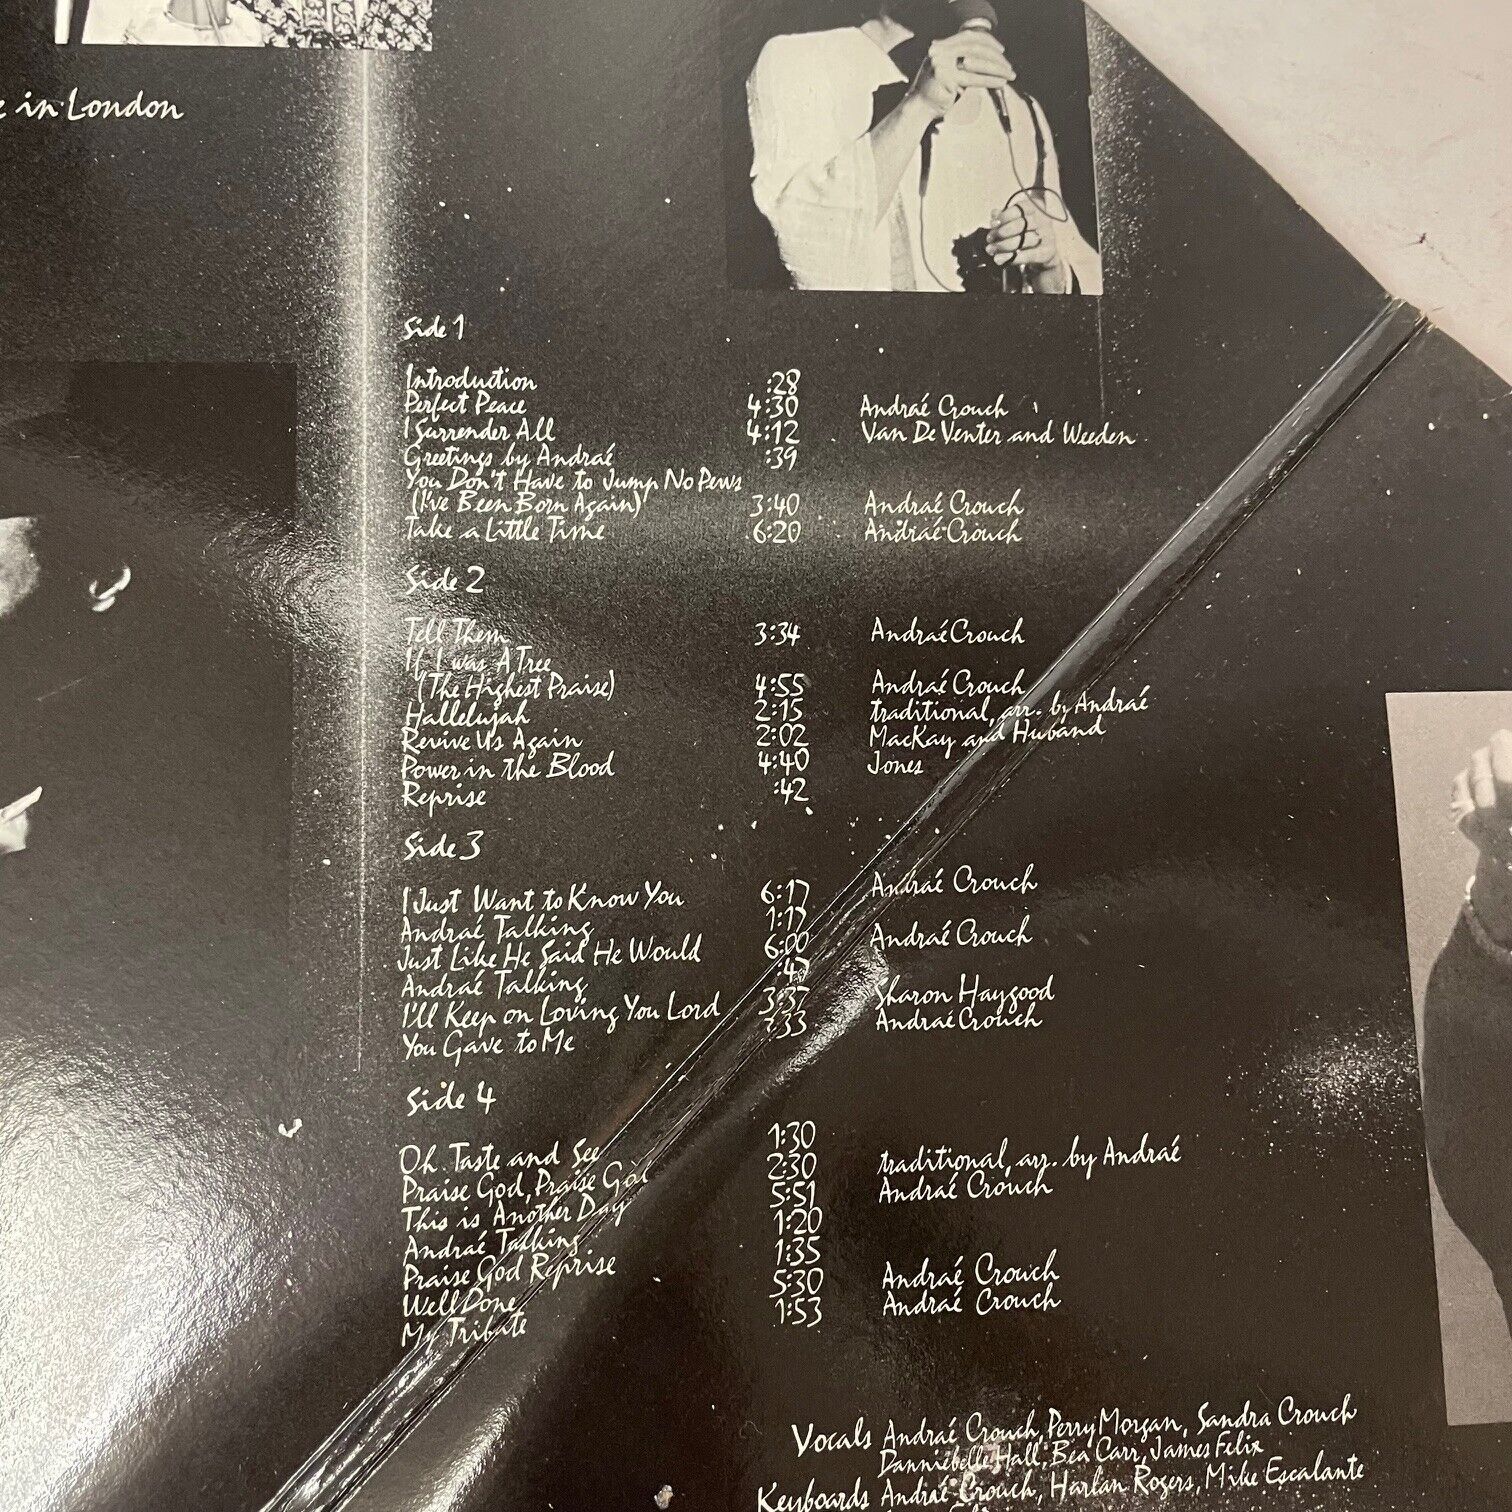 in London
Side 1
Introduction :28
Perfect Peace 4:30 Andraé Crouch
I Surrender All 4:12 Van De Venter and Weeden
Greetings by Andraé :39
You Don't Have to Jump No Pews
(I've Been Born Again) 3:40 Andraé Crouch
Take a Little Time 6:20 Andraé Crouch
Side 2
Tell Them 3:34 Andraé Crouch
If I was A Tree
(The Highest Praise) 4:55 Andraé Crouch
Hallelujah 2:15 traditional, arr. by Andraé
Revive Us Again 2:02 MacKay and Huband
Power in the Blood 4:40 Jones
Reprise :42
Side 3
I Just Want to Know You 6:17 Andraé Crouch
Andraé Talking 1:17
Just Like He Said He Would 6:00 Andraé Crouch
Andraé Talking :47
I'll Keep on Loving You Lord 3:37 Sharon Haygood
You Gave to Me 3:33 Andraé Crouch
Side 4
Oh Taste and See 1:30
Praise God, Praise God 2:30 traditional, arr. by Andraé
This is Another Day 5:51 Andraé Crouch
Andraé Talking 1:20
Praise God Reprise 1:35
Well Done 5:30 Andraé Crouch
My Tribute 1:53 Andraé Crouch
Vocals Andraé Crouch, Perry Morgan, Sandra Crouch
Danniebelle Hall, Bea Carr, James Felix
Keyboards Andraé Crouch, Harlan Rogers, Mike Escalante